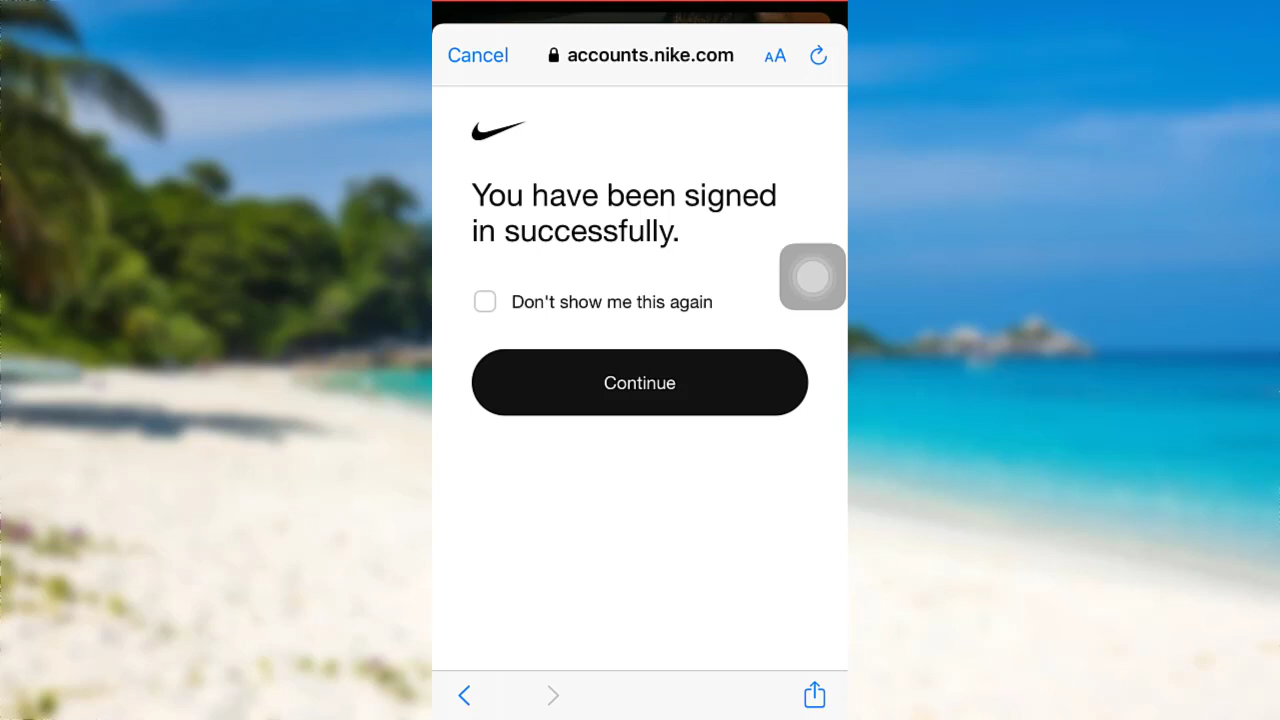 Cancel accounts.nike.com AA
You have been signed
in successfully.
Don't show me this again
Continue